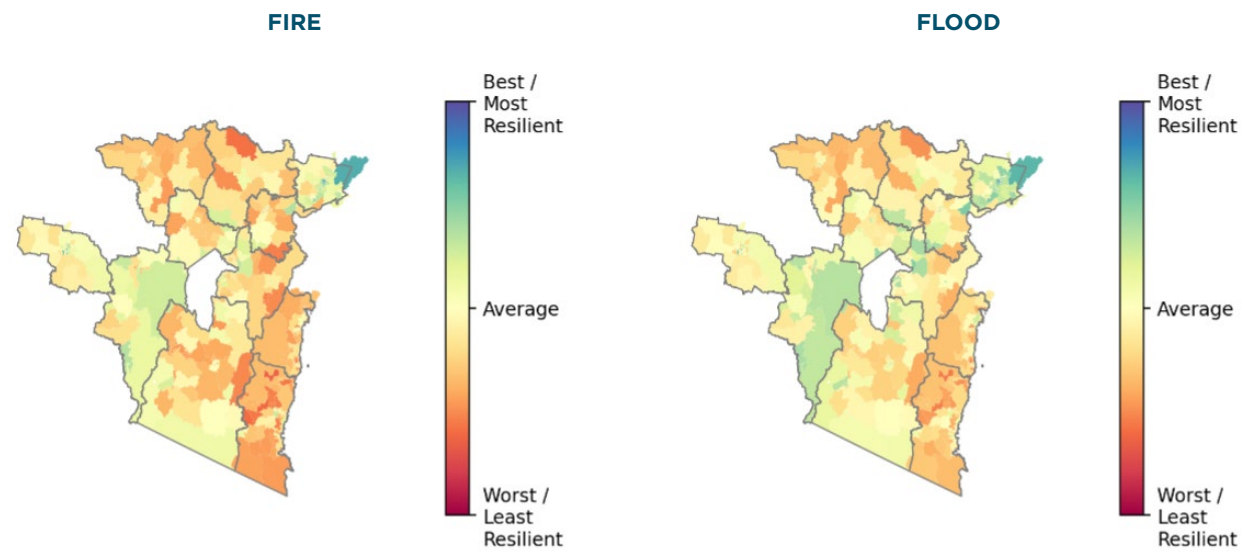 FIRE
Best /
Most
Resilient
Average
Worst /
Least
Resilient
FLOOD
Best /
Most
Resilient
Average
Worst /
Least
Resilient